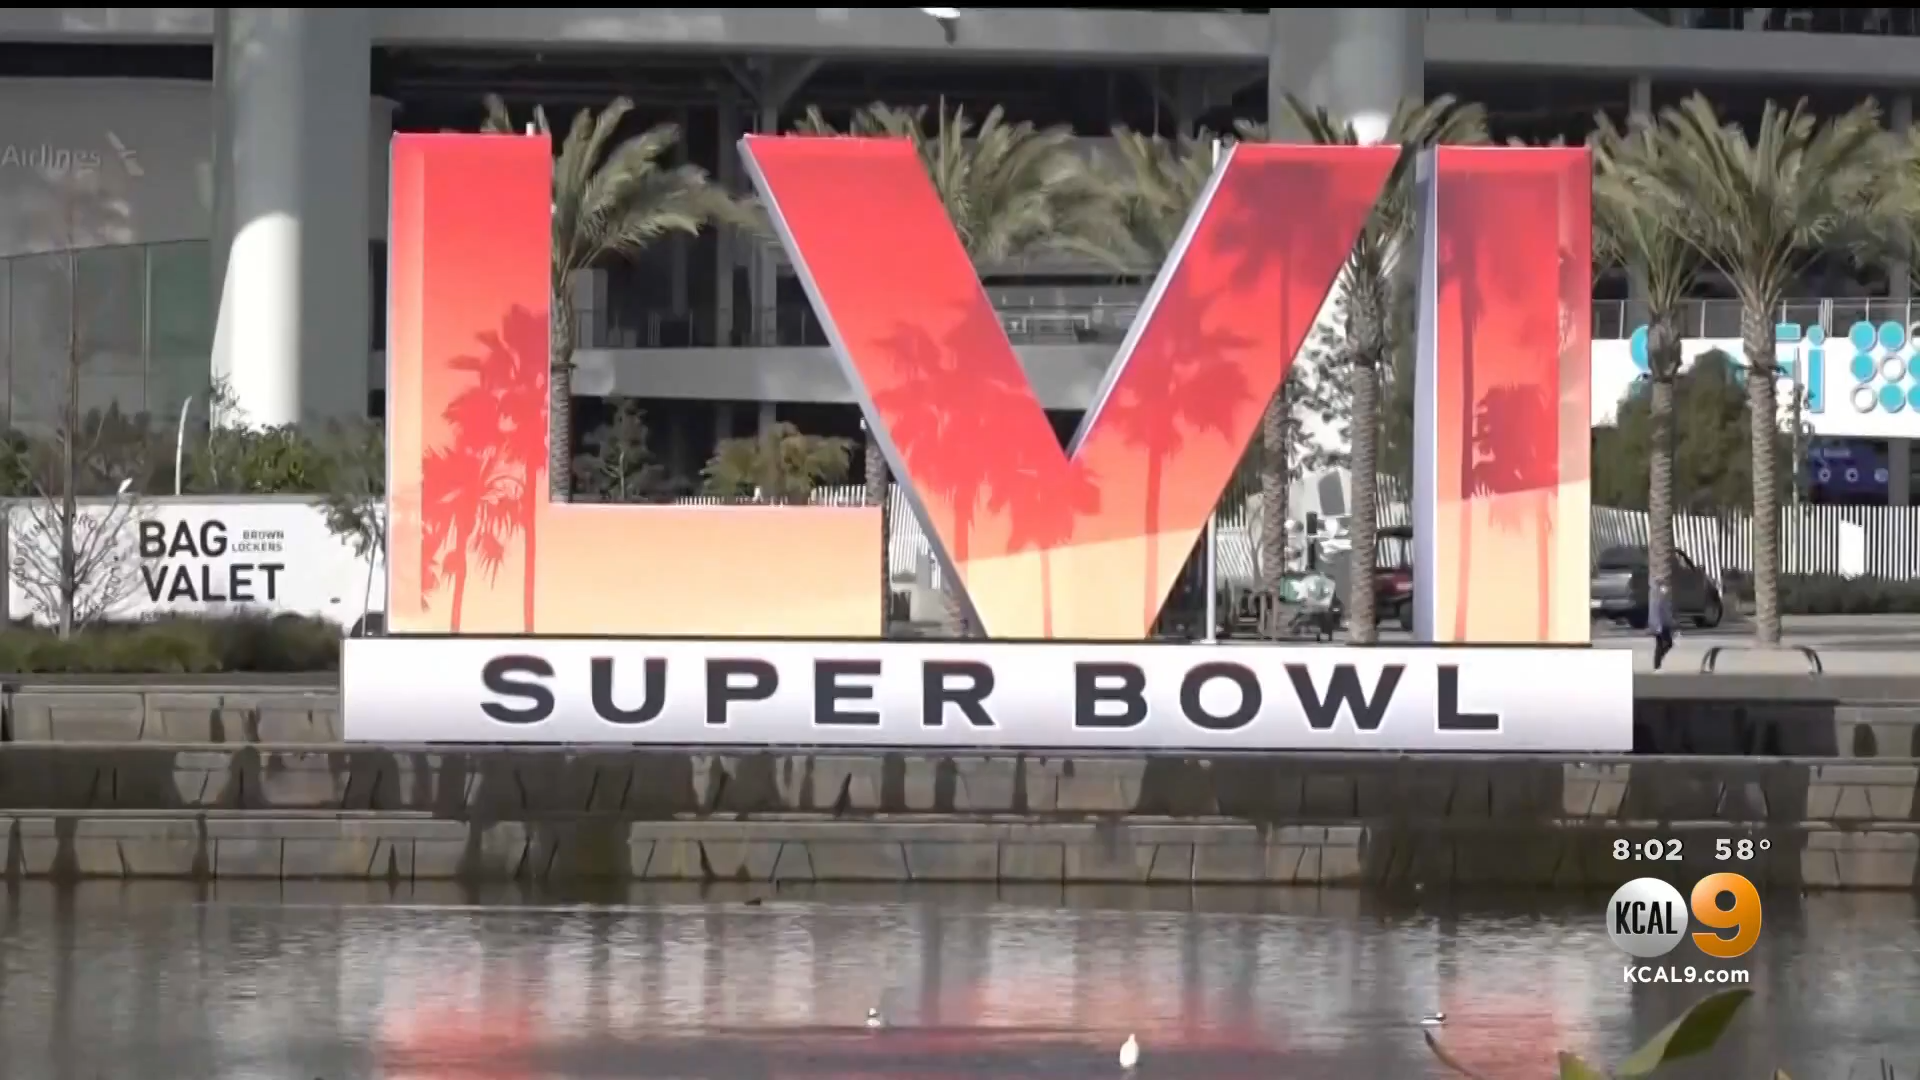 Airlines
LVI
SUPER BOWL
BAG
VALET
BROWN
LOCKERS
8:02 58°
KCAL 9
KCAL9.com